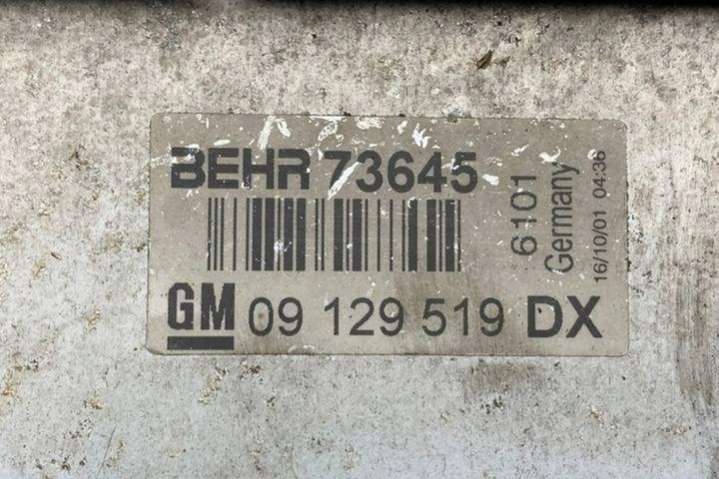 BEHR 73645
GM 09 129 519 DX
6101
Germany
16/10/01 04:36